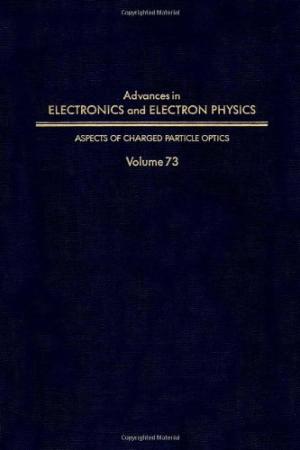 Advances in
ELECTRONICS and ELECTRON PHYSICS
ASPECTS OF CHARGED PARTICLE OPTICS
Volume 73